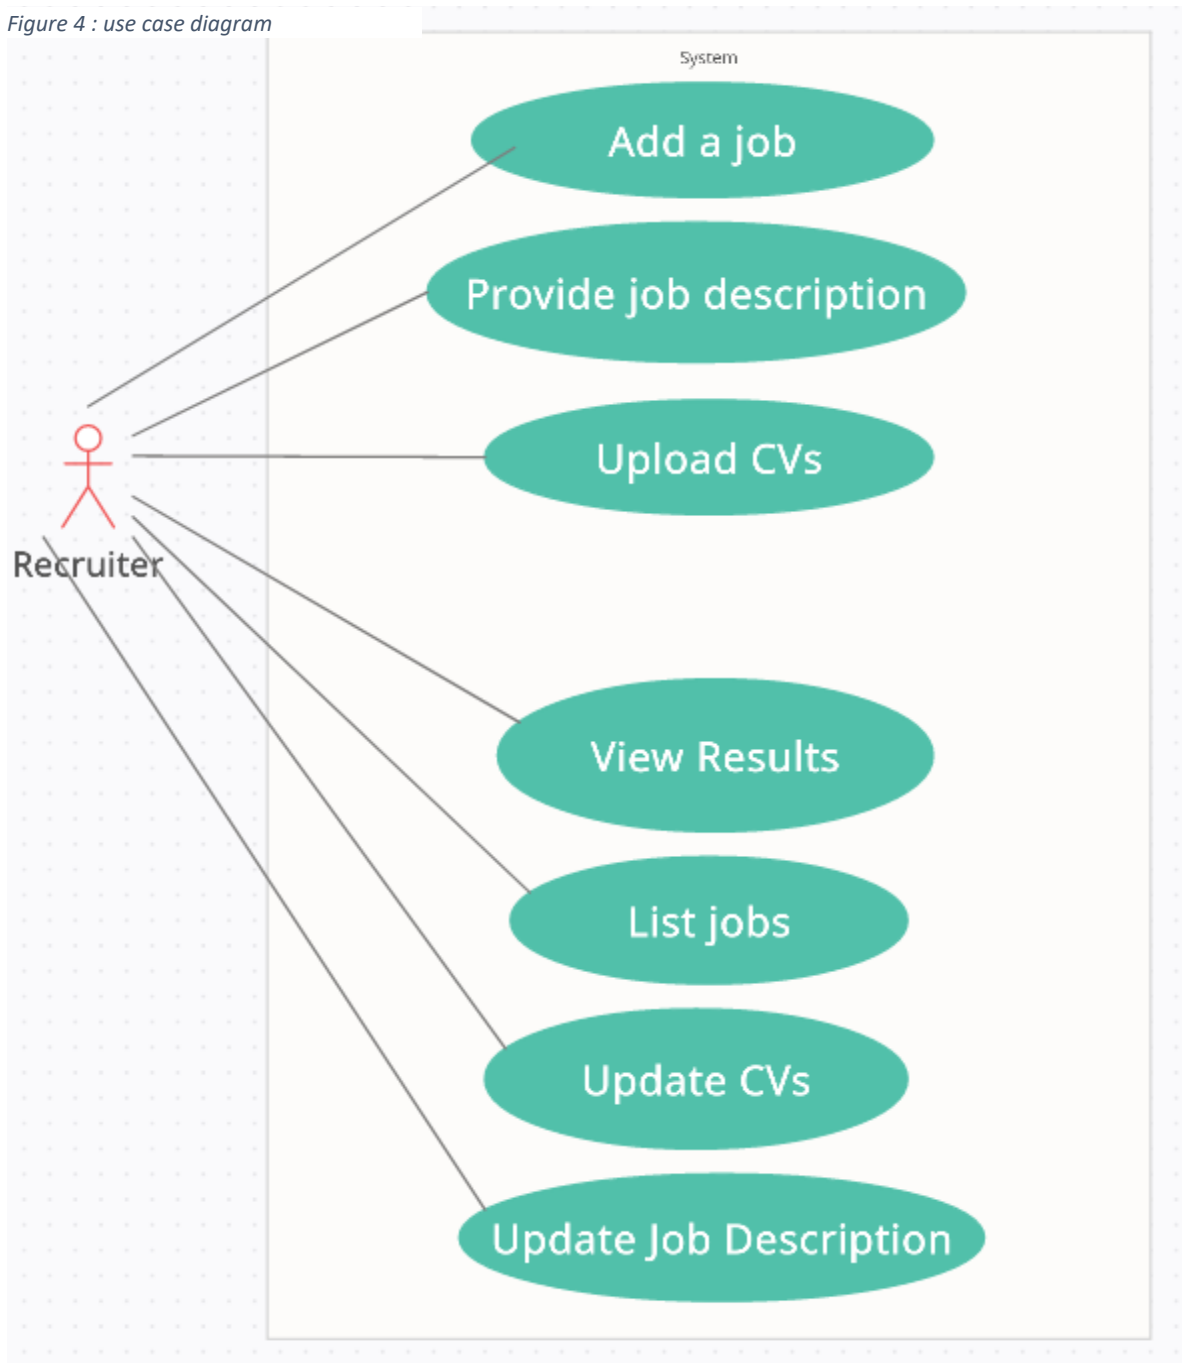 Figure 4 : use case diagram
System
Add a job
Provide job description
Upload CVs
Recruiter
View Results
List jobs
Update CVs
Update Job Description